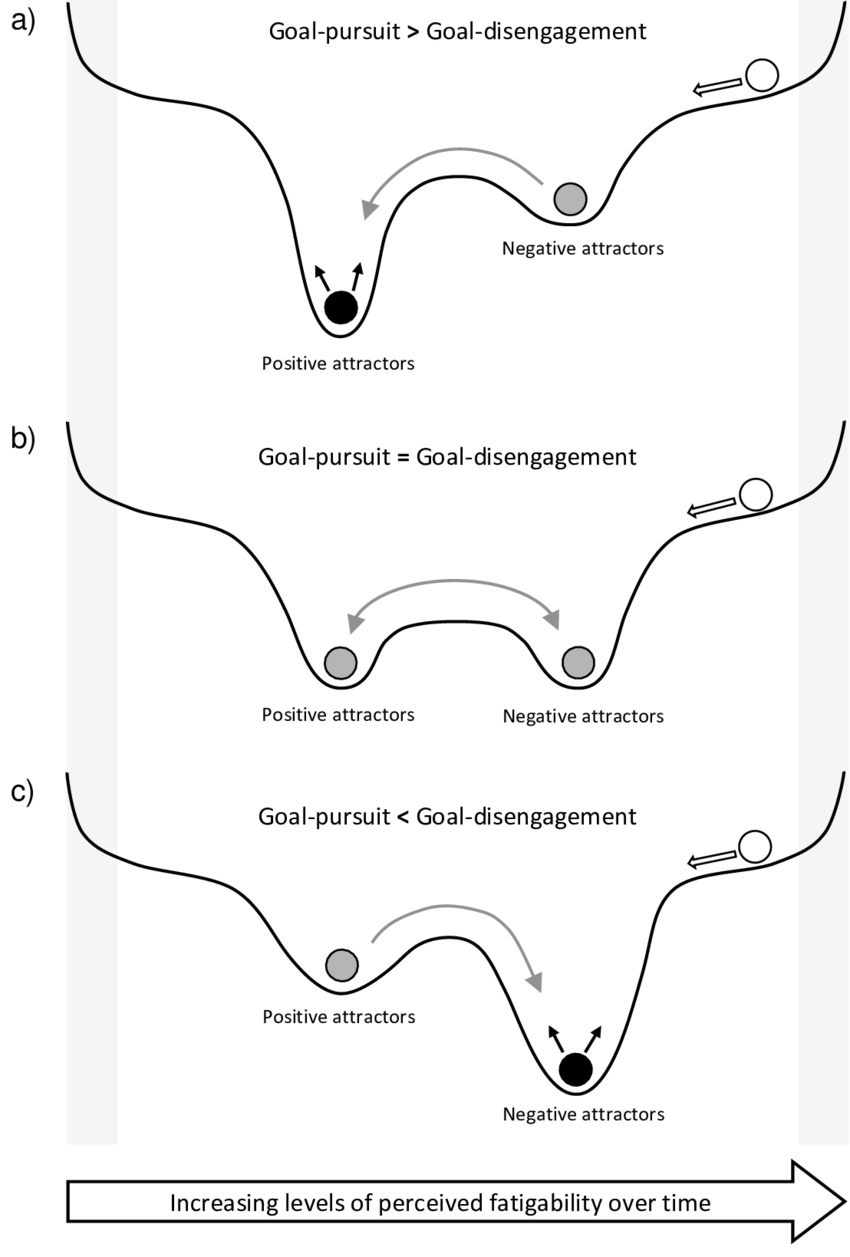 a)
Goal-pursuit > Goal-disengagement
Negative attractors
Positive attractors
b)
Goal-pursuit = Goal-disengagement
Positive attractors
Negative attractors
c)
Goal-pursuit < Goal-disengagement
Positive attractors
Negative attractors
Increasing levels of perceived fatigability over time